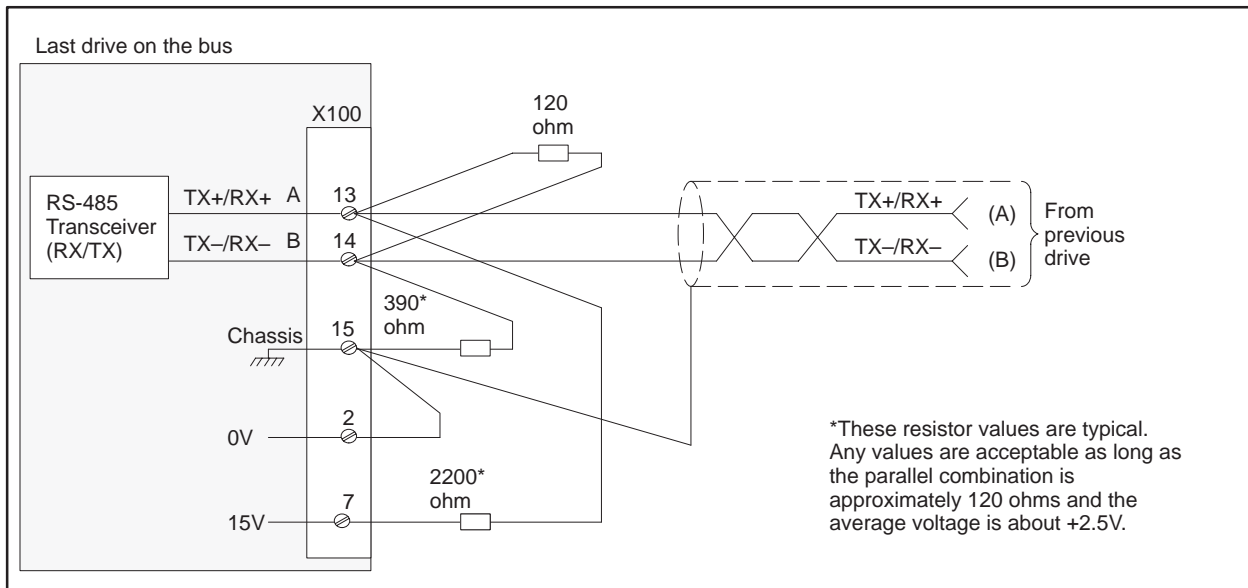 Last drive on the bus
X100
120
ohm
RS-485
Transceiver
(RX/TX)
TX+/RX+ A
13
TX–/RX– B
14
TX+/RX+
(A)
TX–/RX–
(B)
From
previous
drive
390*
ohm
Chassis
15
0V
2
2200*
ohm
15V
7
*These resistor values are typical.
Any values are acceptable as long as
the parallel combination is
approximately 120 ohms and the
average voltage is about +2.5V.